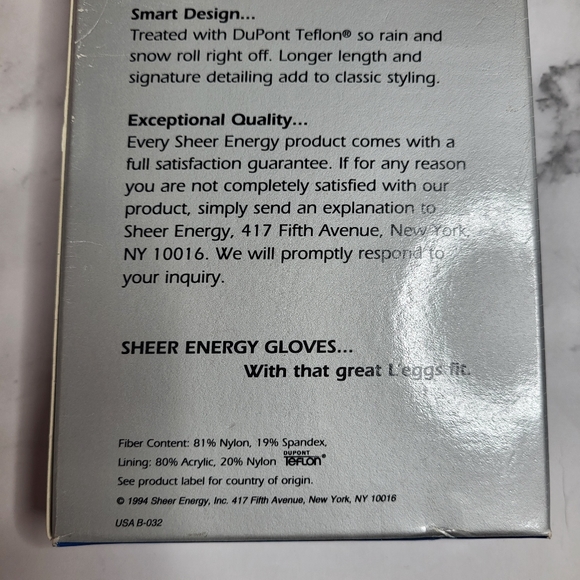 Smart Design...
Treated with DuPont Teflon® so rain and
snow roll right off. Longer length and
signature detailing add to classic styling.
Exceptional Quality...
Every Sheer Energy product comes with a
full satisfaction guarantee. If for any reason
you are not completely satisfied with our
product, simply send an explanation to
Sheer Energy, 417 Fifth Avenue, New York,
NY 10016. We will promptly respond to
your inquiry.
SHEER ENERGY GLOVES...
With that great L'eggs fit.
Fiber Content: 81% Nylon, 19% Spandex,
Lining: 80% Acrylic, 20% Nylon DUPONT TEFLON®
See product label for country of origin.
© 1994 Sheer Energy, Inc. 417 Fifth Avenue, New York, NY 10016
USA B-032